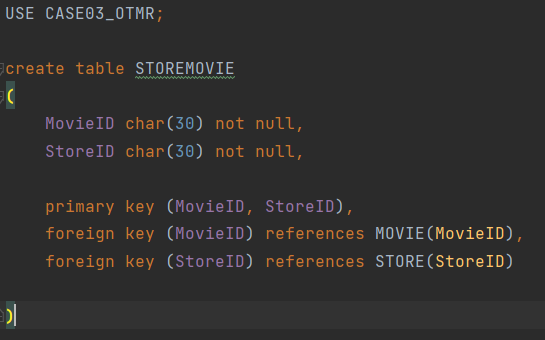 USE CASE03_OTMR;
create table STOREMOVIE
(
MovieID char(30) not null,
StoreID char(30) not null,
primary key (MovieID, StoreID),
foreign key (MovieID) references MOVIE(MovieID),
foreign key (StoreID) references STORE(StoreID)
)